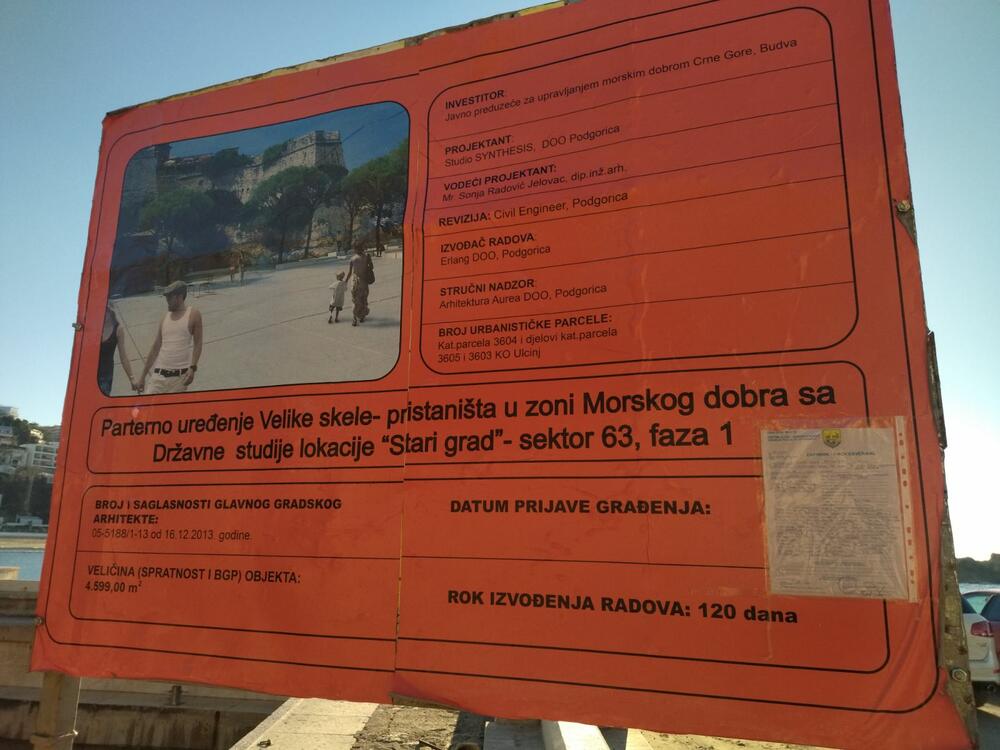 INVESTITOR:
Javno preduzeće za upravljanjem morskim dobrom Crne Gore, Budva
PROJEKTANT:
Studio SYNTHESIS, DOO Podgorica
VODEĆI PROJEKTANT:
Mr. Sonja Radović Jelovac, dip.inž.arh.
REVIZIJA: Civil Engineer, Podgorica
IZVOĐAČ RADOVA:
Erlang DOO, Podgorica
STRUČNI NADZOR:
Arhitektura Aurea DOO, Podgorica
BROJ URBANISTIČKE PARCELE:
Kat.parcela 3604 i djelovi kat.parcela
3605 i 3603 KO Ulcinj
Parterno uređenje Velike skele- pristaništa u zoni Morskog dobra sa
Državne studije lokacije “Stari grad”- sektor 63, faza 1
BROJ I SAGLASNOSTI GLAVNOG GRADSKOG
ARHITEKTE:
05-5188/1-13 od 16.12.2013. godine.
VELIČINA (SPRATNOST I BGP) OBJEKTA:
4.599,00 m²
DATUM PRIJAVE GRAĐENJA:
ROK IZVOĐENJA RADOVA: 120 dana